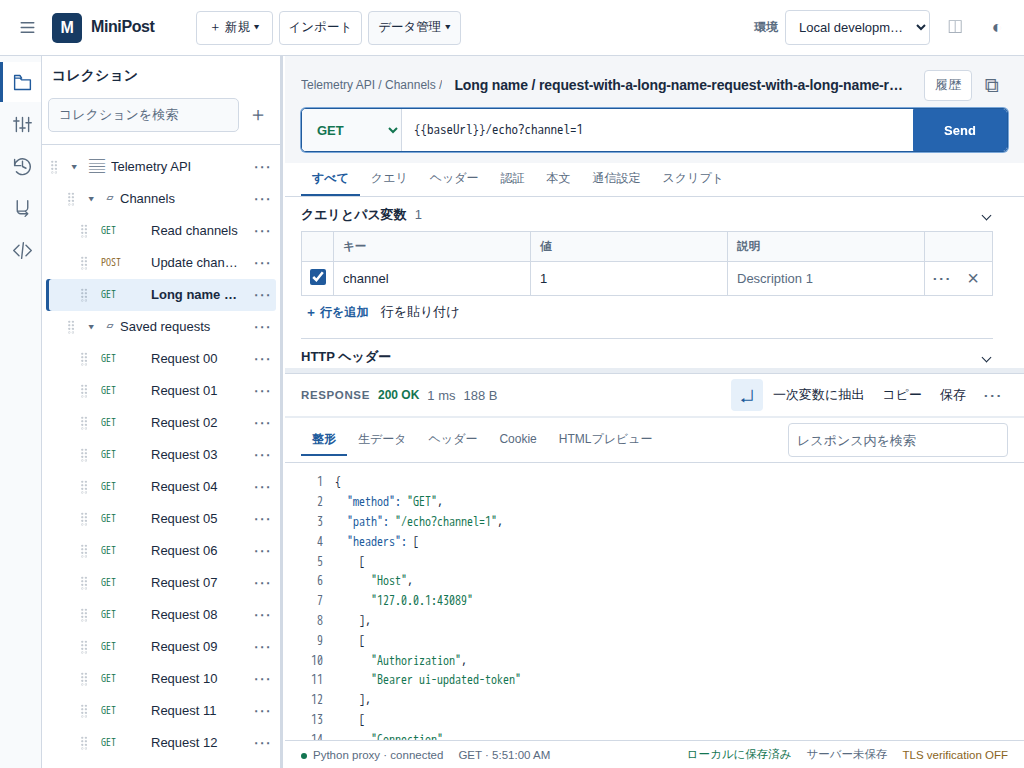 M MiniPost ＋ 新規 ▾ インポート データ管理 ▾ 環境 Local developm…
コレクション
コレクションを検索 ＋
▾ Telemetry API ···
▾ Channels ···
GET Read channels ···
POST Update chan… ···
GET Long name … ···
▾ Saved requests ···
GET Request 00 ···
GET Request 01 ···
GET Request 02 ···
GET Request 03 ···
GET Request 04 ···
GET Request 05 ···
GET Request 06 ···
GET Request 07 ···
GET Request 08 ···
GET Request 09 ···
GET Request 10 ···
GET Request 11 ···
GET Request 12 ···
Telemetry API / Channels / Long name / request-with-a-long-name-request-with-a-long-name-r… 履歴
GET {{baseUrl}}/echo?channel=1 Send
すべて クエリ ヘッダー 認証 本文 通信設定 スクリプト
クエリとパス変数 1
キー 値 説明
channel 1 Description 1 ··· ×
＋ 行を追加 行を貼り付け
HTTP ヘッダー
RESPONSE 200 OK 1 ms 188 B 一次変数に抽出 コピー 保存 ···
整形 生データ ヘッダー Cookie HTMLプレビュー レスポンス内を検索
1 {
2 "method": "GET",
3 "path": "/echo?channel=1",
4 "headers": [
5 [
6 "Host",
7 "127.0.0.1:43089"
8 ],
9 [
10 "Authorization",
11 "Bearer ui-updated-token"
12 ],
13 [
14 "Connection",
Python proxy · connected GET · 5:51:00 AM ローカルに保存済み サーバー未保存 TLS verification OFF